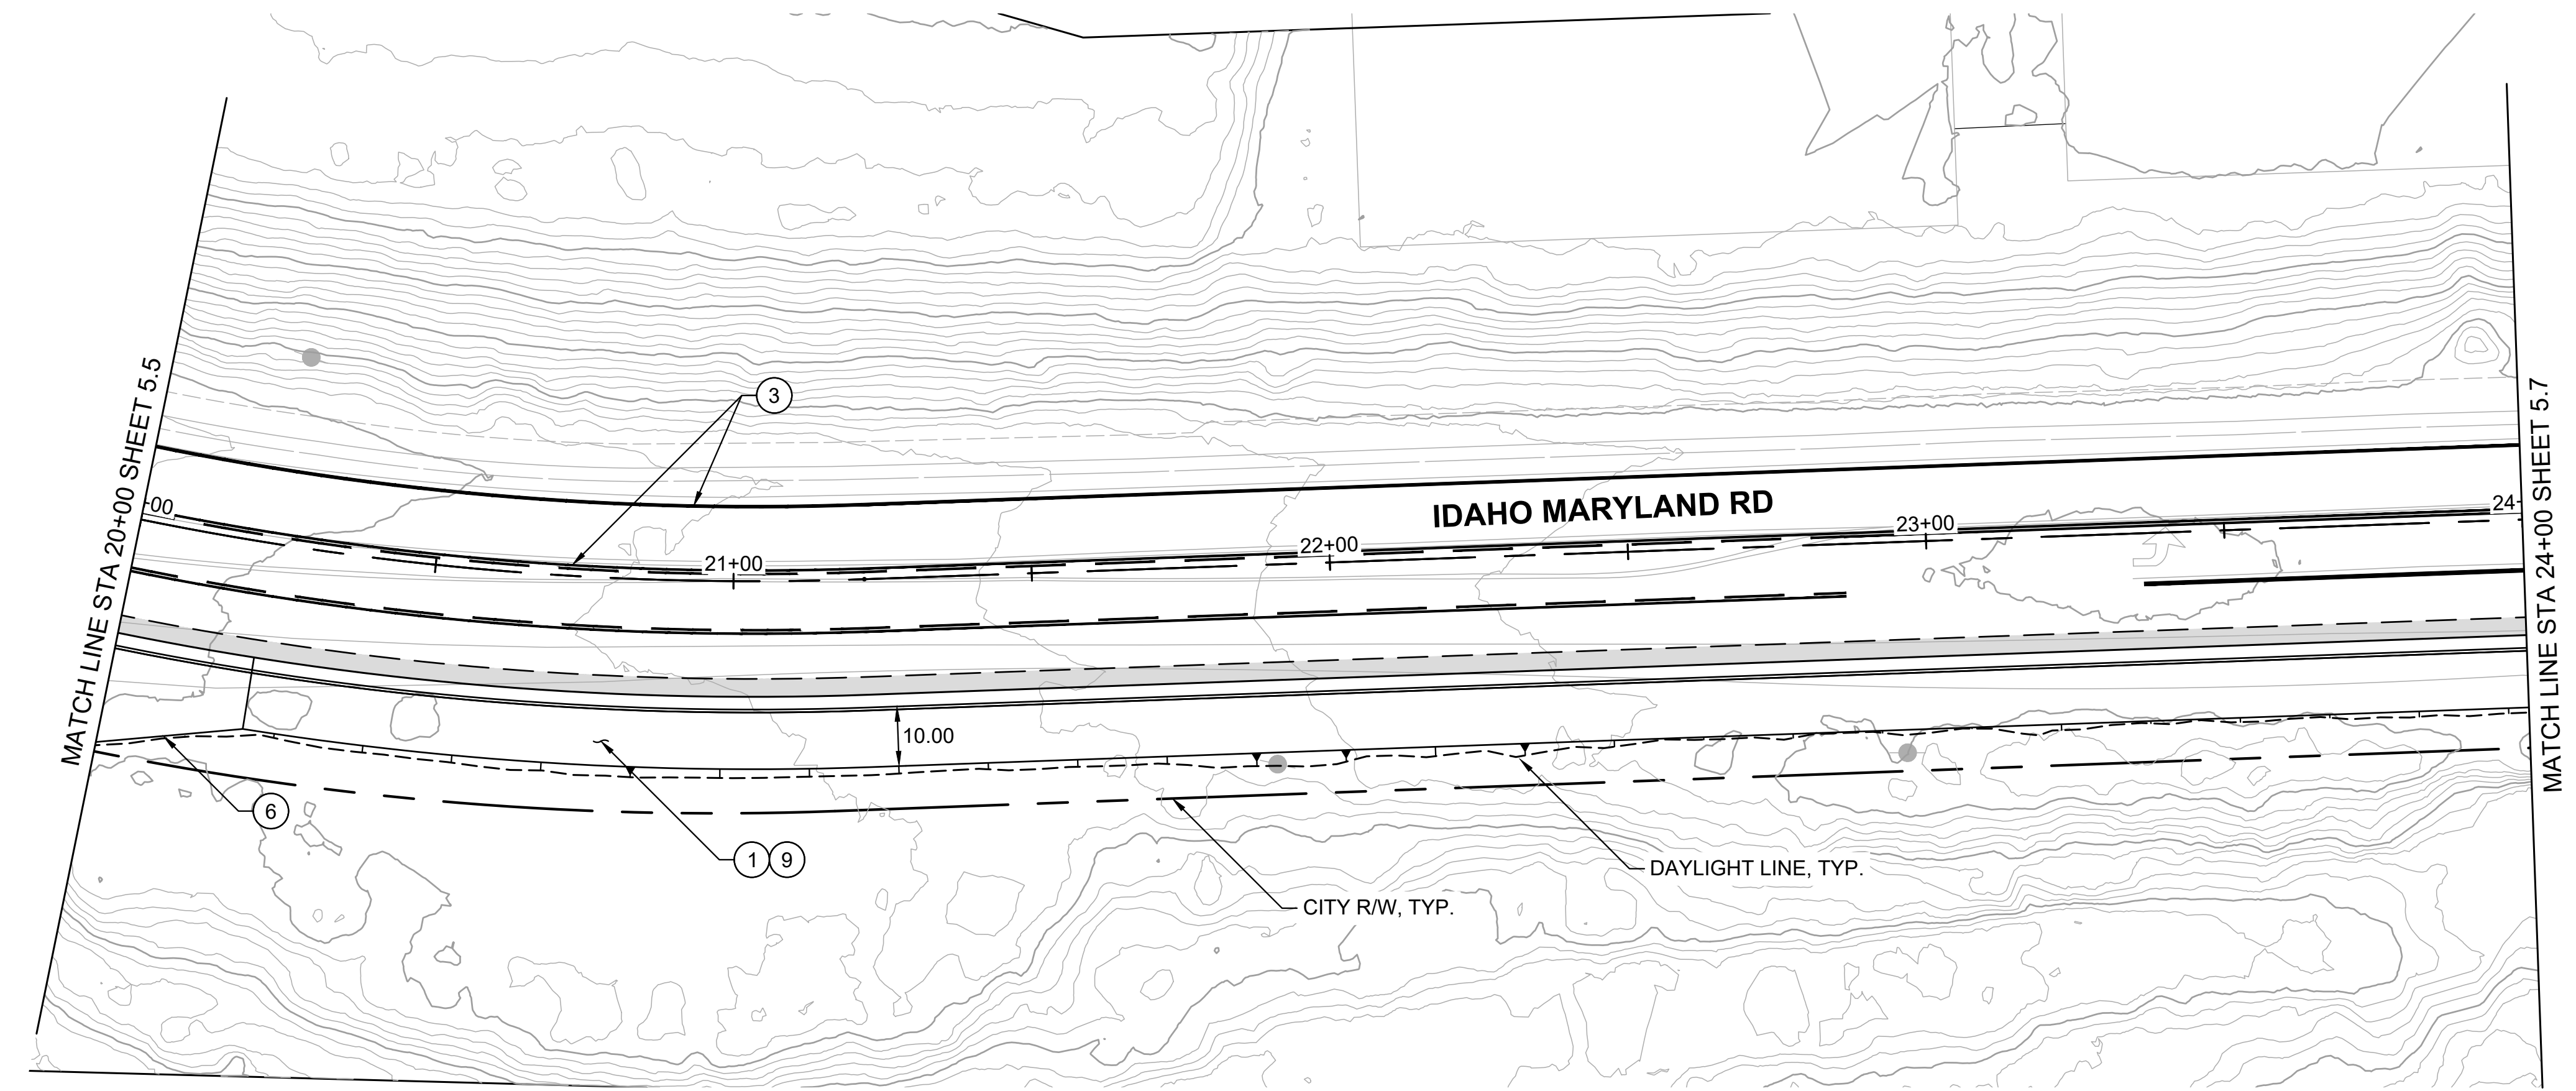 MATCH LINE STA 20+00 SHEET 5.5
3
-00
21+00
22+00
IDAHO MARYLAND RD
23+00
24-
MATCH LINE STA 24+00 SHEET 5.7
10.00
6
1 9
DAYLIGHT LINE, TYP.
CITY R/W, TYP.